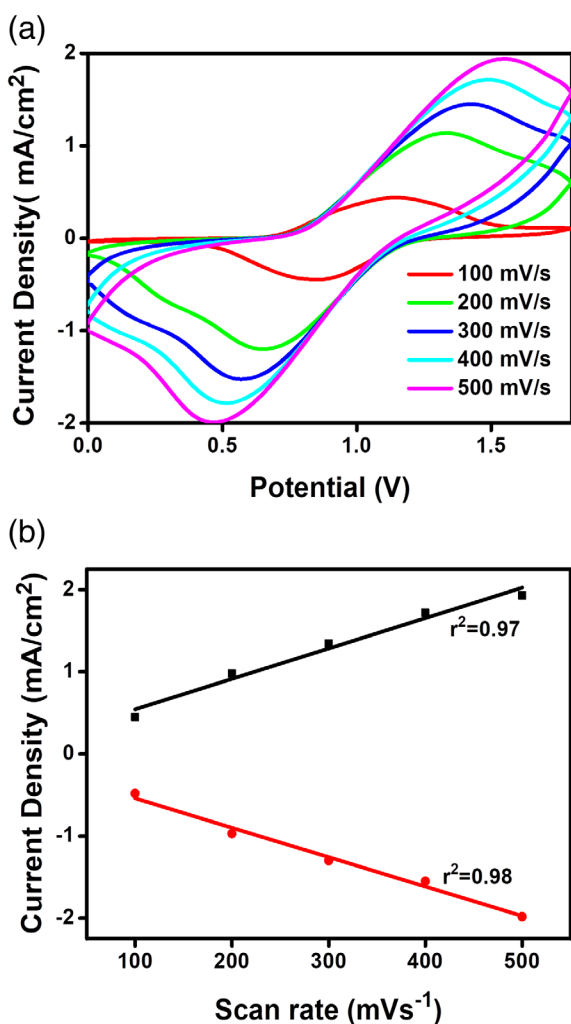 (a)
Current Density( mA/cm²)
2
1
0
-1
-2
100 mV/s
200 mV/s
300 mV/s
400 mV/s
500 mV/s
0.0 0.5 1.0 1.5
Potential (V)
(b)
Current Density (mA/cm²)
2
1
0
-1
-2
r²=0.97
r²=0.98
100 200 300 400 500
Scan rate (mVs⁻¹)